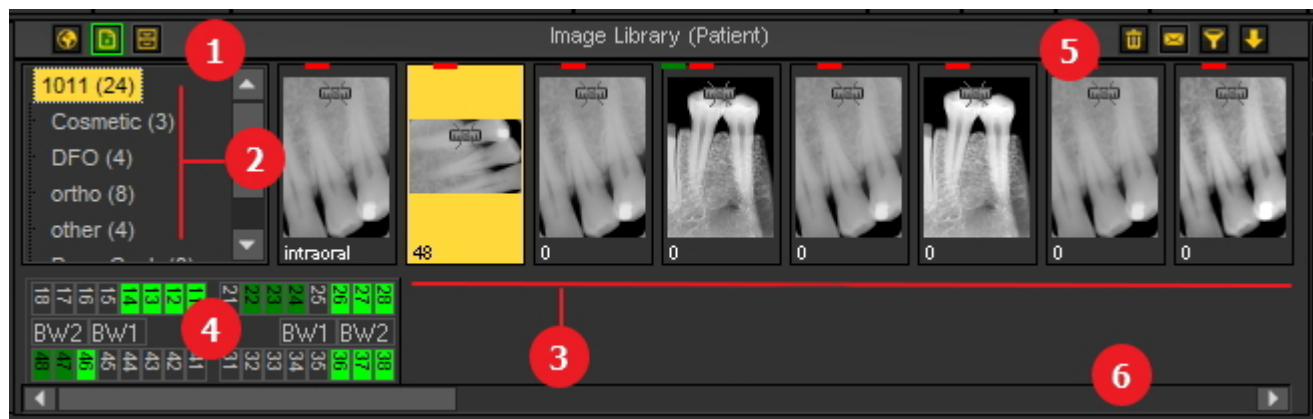 Image Library (Patient)
1
5
1011 (24)
Cosmetic (3)
DFO (4)
ortho (8)
other (4)
2
intraoral
48
0
0
0
0
0
0
18 17 16 15 14 13 12 11 21 22 23 24 25 26 27 28
BW2 BW1 BW1 BW2
48 47 46 45 44 43 42 41 31 32 33 34 35 36 37 38
4
3
6